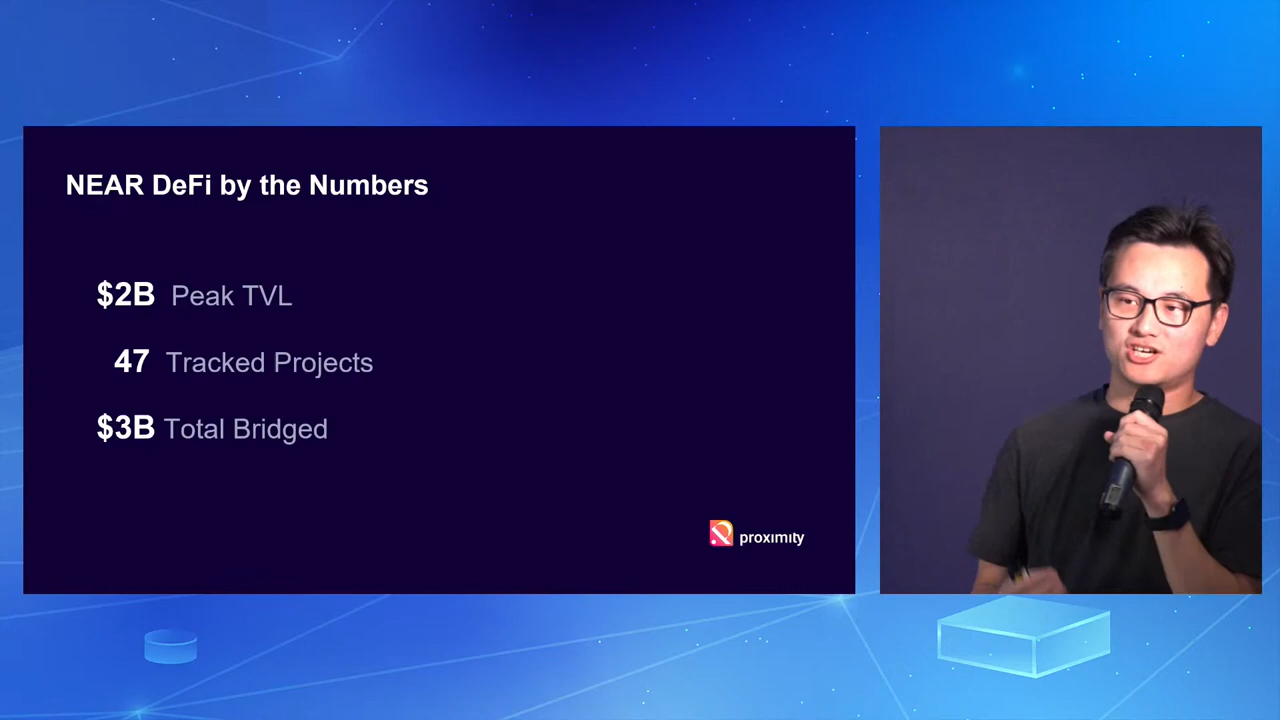 NEAR DeFi by the Numbers
$2B Peak TVL
47 Tracked Projects
$3B Total Bridged
proximity